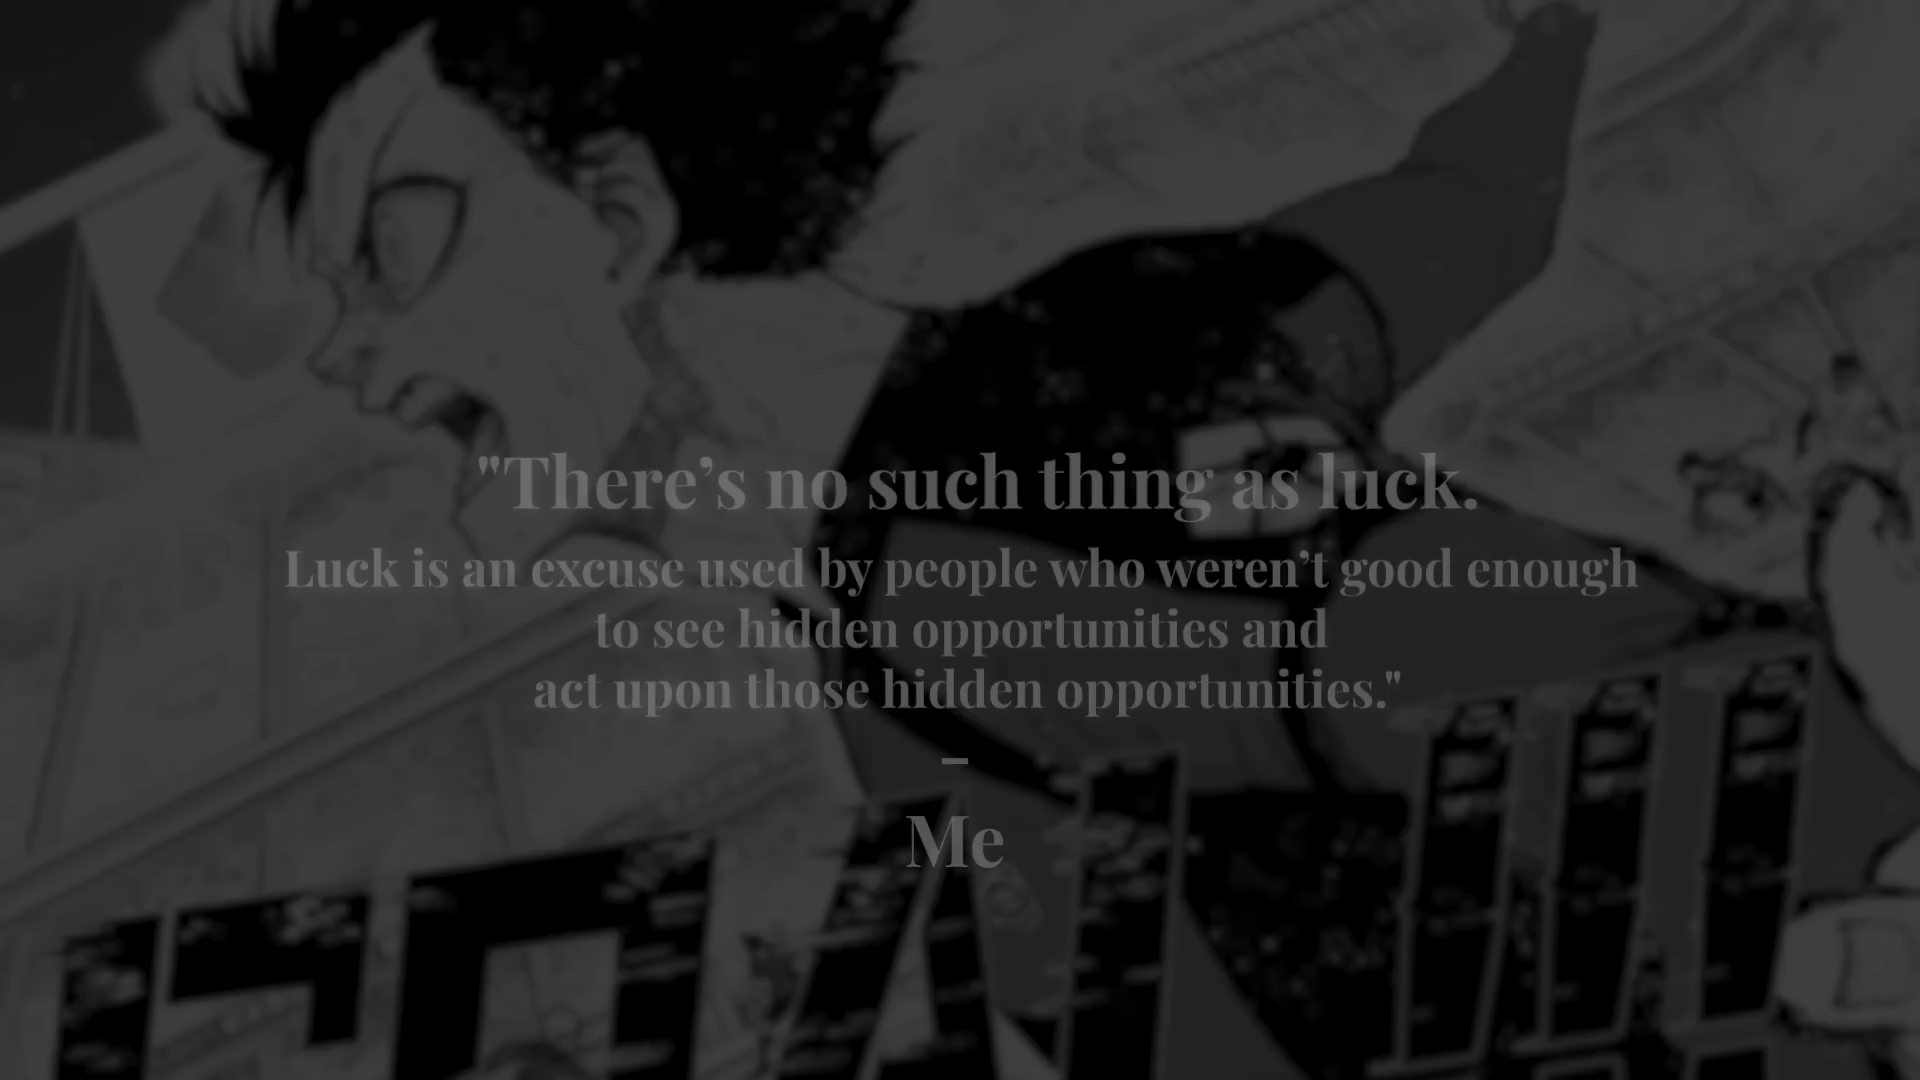 "There’s no such thing as luck.
Luck is an excuse used by people who weren’t good enough
to see hidden opportunities and
act upon those hidden opportunities."
–
Me